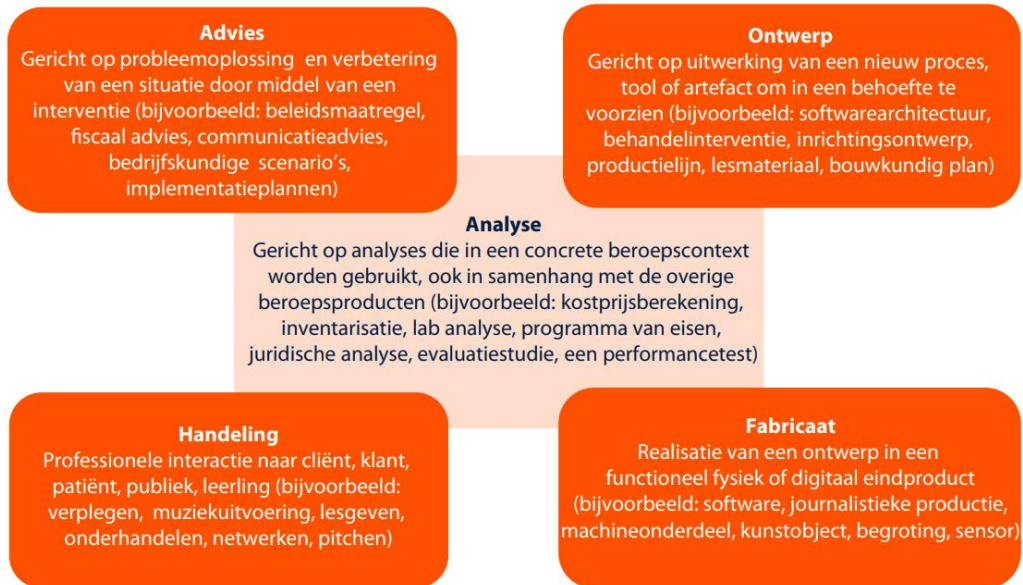 Advies
Gericht op probleemoplossing en verbetering
van een situatie door middel van een
interventie (bijvoorbeeld: beleidsmaatregel,
fiscaal advies, communicatieadvies,
bedrijfskundige scenario's,
implementatieplannen)
Ontwerp
Gericht op uitwerking van een nieuw proces,
tool of artefact om in een behoefte te
voorzien (bijvoorbeeld: softwarearchitectuur,
behandelinterventie, inrichtingsontwerp,
productielijn, lesmateriaal, bouwkundig plan)
Analyse
Gericht op analyses die in een concrete beroepscontext
worden gebruikt, ook in samenhang met de overige
beroepsproducten (bijvoorbeeld: kostprijsberekening,
inventarisatie, lab analyse, programma van eisen,
juridische analyse, evaluatiestudie, een performancetest)
Handeling
Professionele interactie naar cliënt, klant,
patiënt, publiek, leerling (bijvoorbeeld:
verplegen, muziekuitvoering, lesgeven,
onderhandelen, netwerken, pitchen)
Fabricaat
Realisatie van een ontwerp in een
functioneel fysiek of digitaal eindproduct
(bijvoorbeeld: software, journalistieke productie,
machineonderdeel, kunstobject, begroting, sensor)